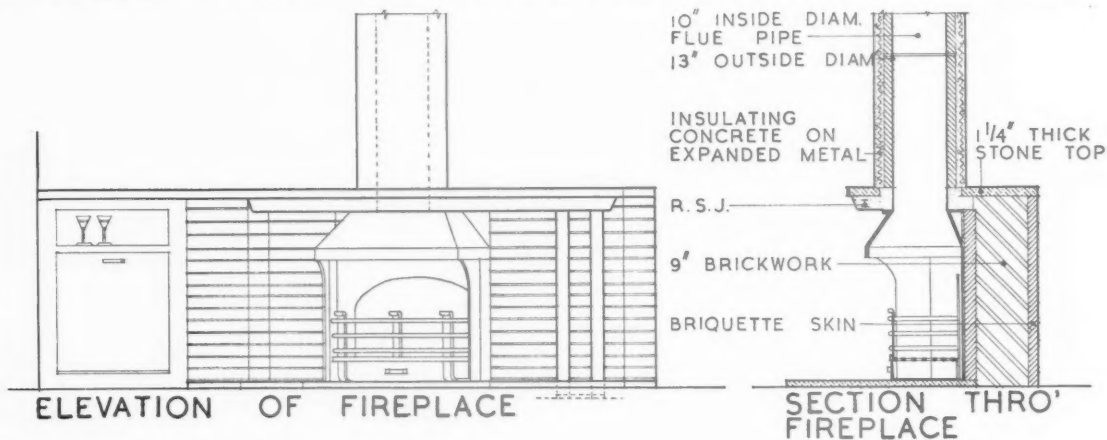 10" INSIDE DIAM.
FLUE PIPE
13" OUTSIDE DIAM
INSULATING
CONCRETE ON
EXPANDED METAL
1 1/4" THICK
STONE TOP
R.S.J.
9" BRICKWORK
BRIQUETTE SKIN
ELEVATION OF FIREPLACE
SECTION THRO'
FIREPLACE